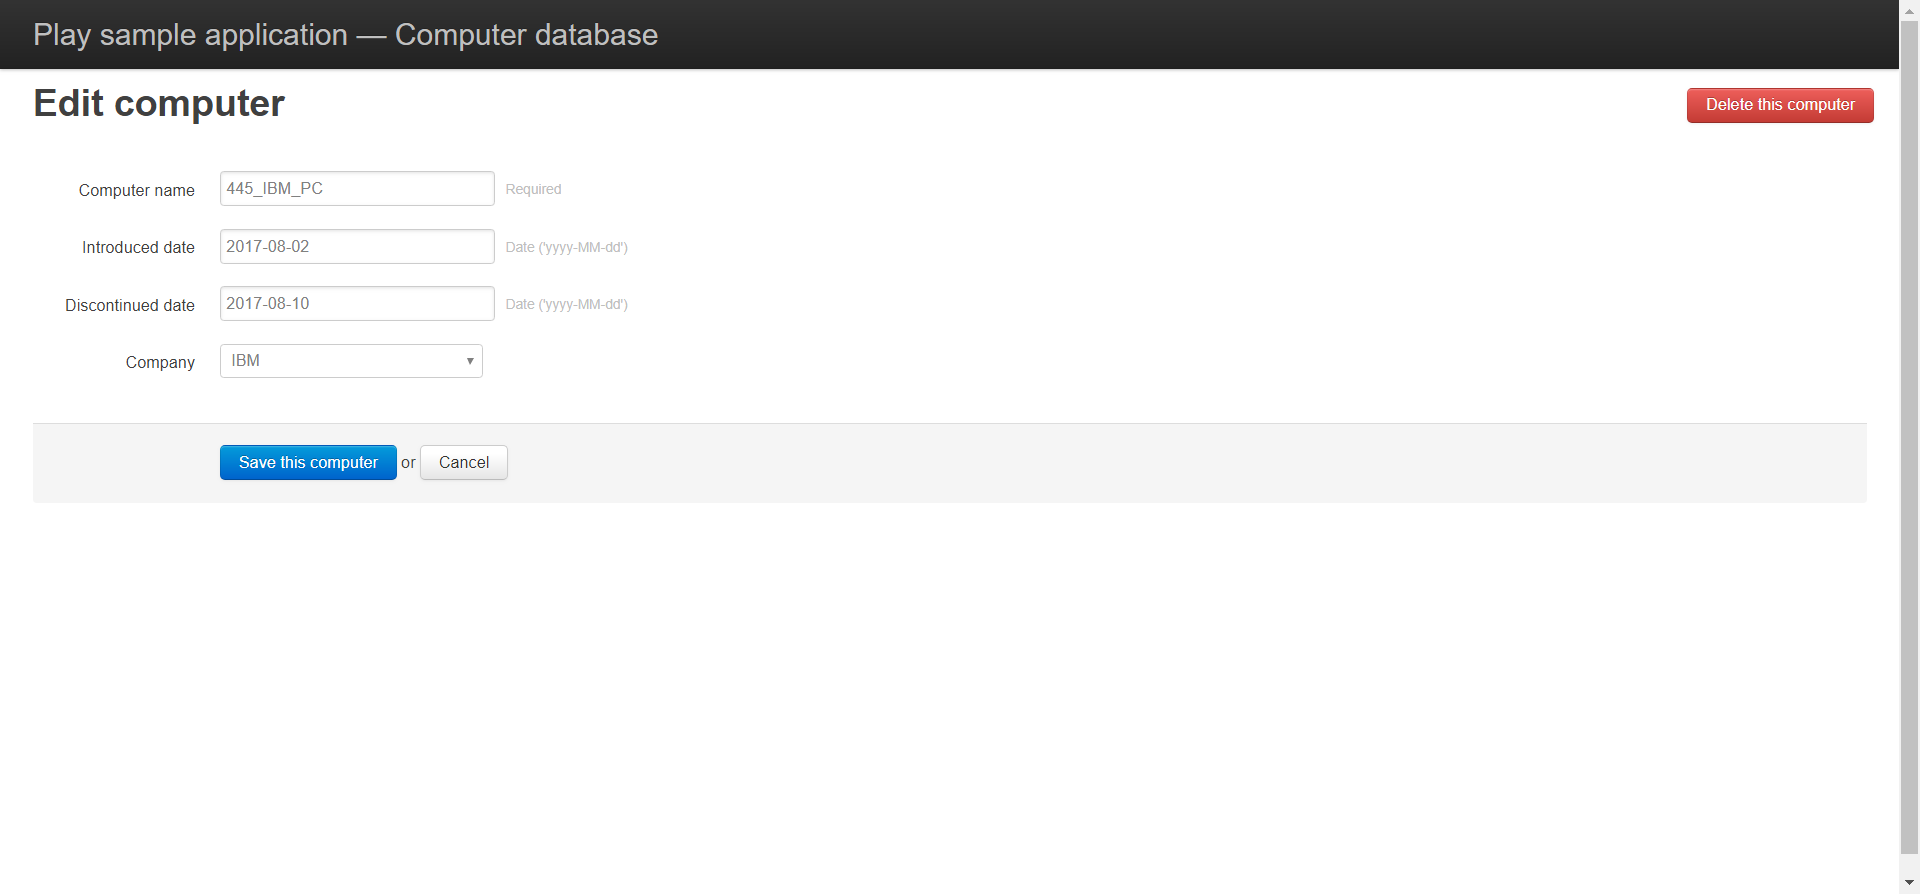 Play sample application — Computer database
Edit computer
Delete this computer
Computer name 445_IBM_PC Required
Introduced date 2017-08-02 Date ('yyyy-MM-dd')
Discontinued date 2017-08-10 Date ('yyyy-MM-dd')
Company IBM
Save this computer or Cancel